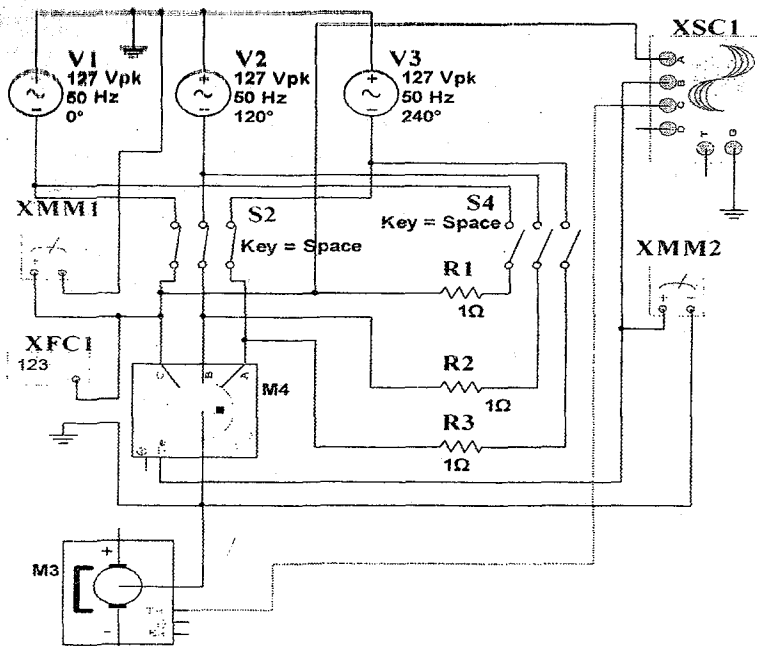 XSC1
V1
127 Vpk
50 Hz
0°
V2
127 Vpk
50 Hz
120°
V3
127 Vpk
50 Hz
240°
A
B
C
D
T
G
XMM1
S2
Key = Space
S4
Key = Space
XMM2
R1
1Ω
XFC1
123
C
B
A
M4
R2
1Ω
R3
1Ω
M3